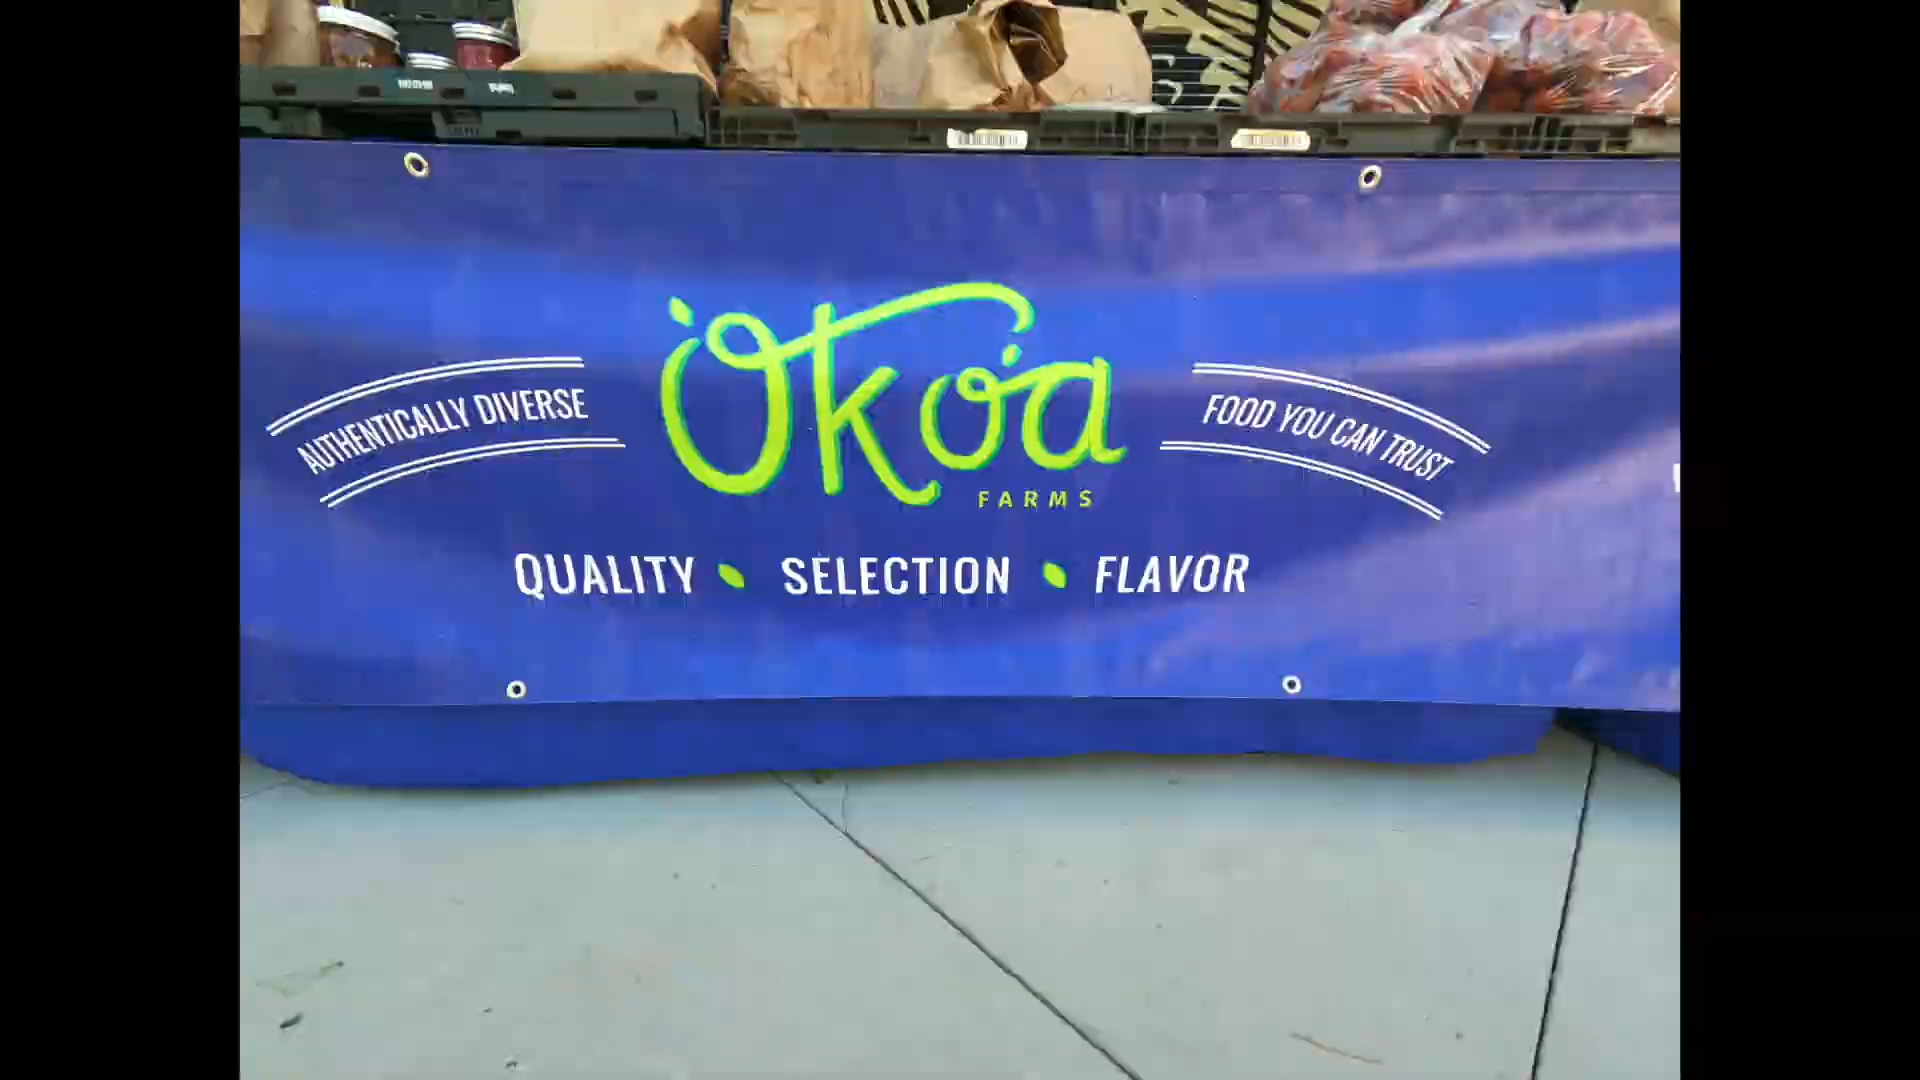 Okoa
FARMS
AUTHENTICALLY DIVERSE
FOOD YOU CAN TRUST
QUALITY • SELECTION • FLAVOR